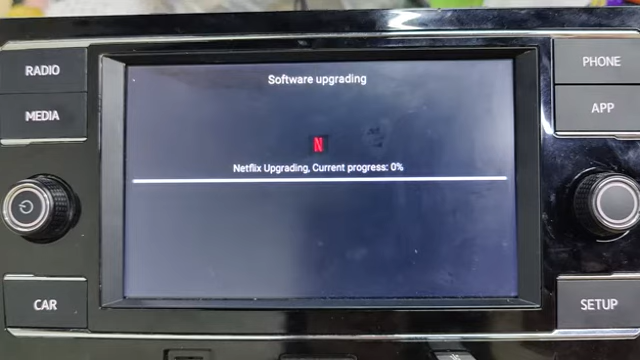 RADIO
MEDIA
CAR
Software upgrading
N
Netflix Upgrading, Current progress: 0%
PHONE
APP
SETUP